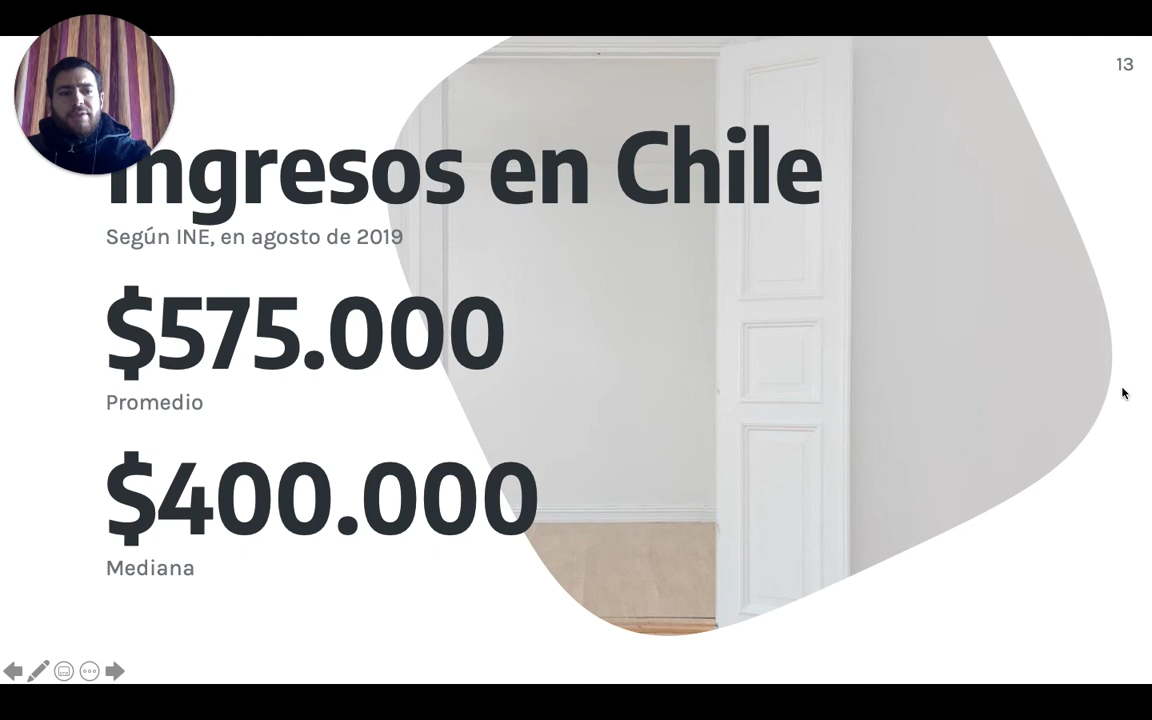 13
Ingresos en Chile
Según INE, en agosto de 2019
$575.000
Promedio
$400.000
Mediana